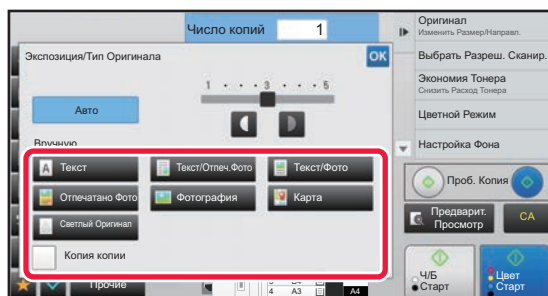 Число копий 1
Экспозиция/Тип Оригинала
OK
1 3 5
Авто
Вручную
Текст
Текст/Отпеч.Фото
Текст/Фото
Отпечатано Фото
Фотография
Карта
Светлый Оригинал
Копия копии
Прочие
4 A3
A4
Оригинал
Изменить Размер/Направл.
Выбрать Разреш. Сканир.
Экономия Тонера
Снизить Расход Тонера
Цветной Режим
Настройка Фона
Проб. Копия
Предварит.
Просмотр
CA
Ч/Б
Старт
Цвет
Старт